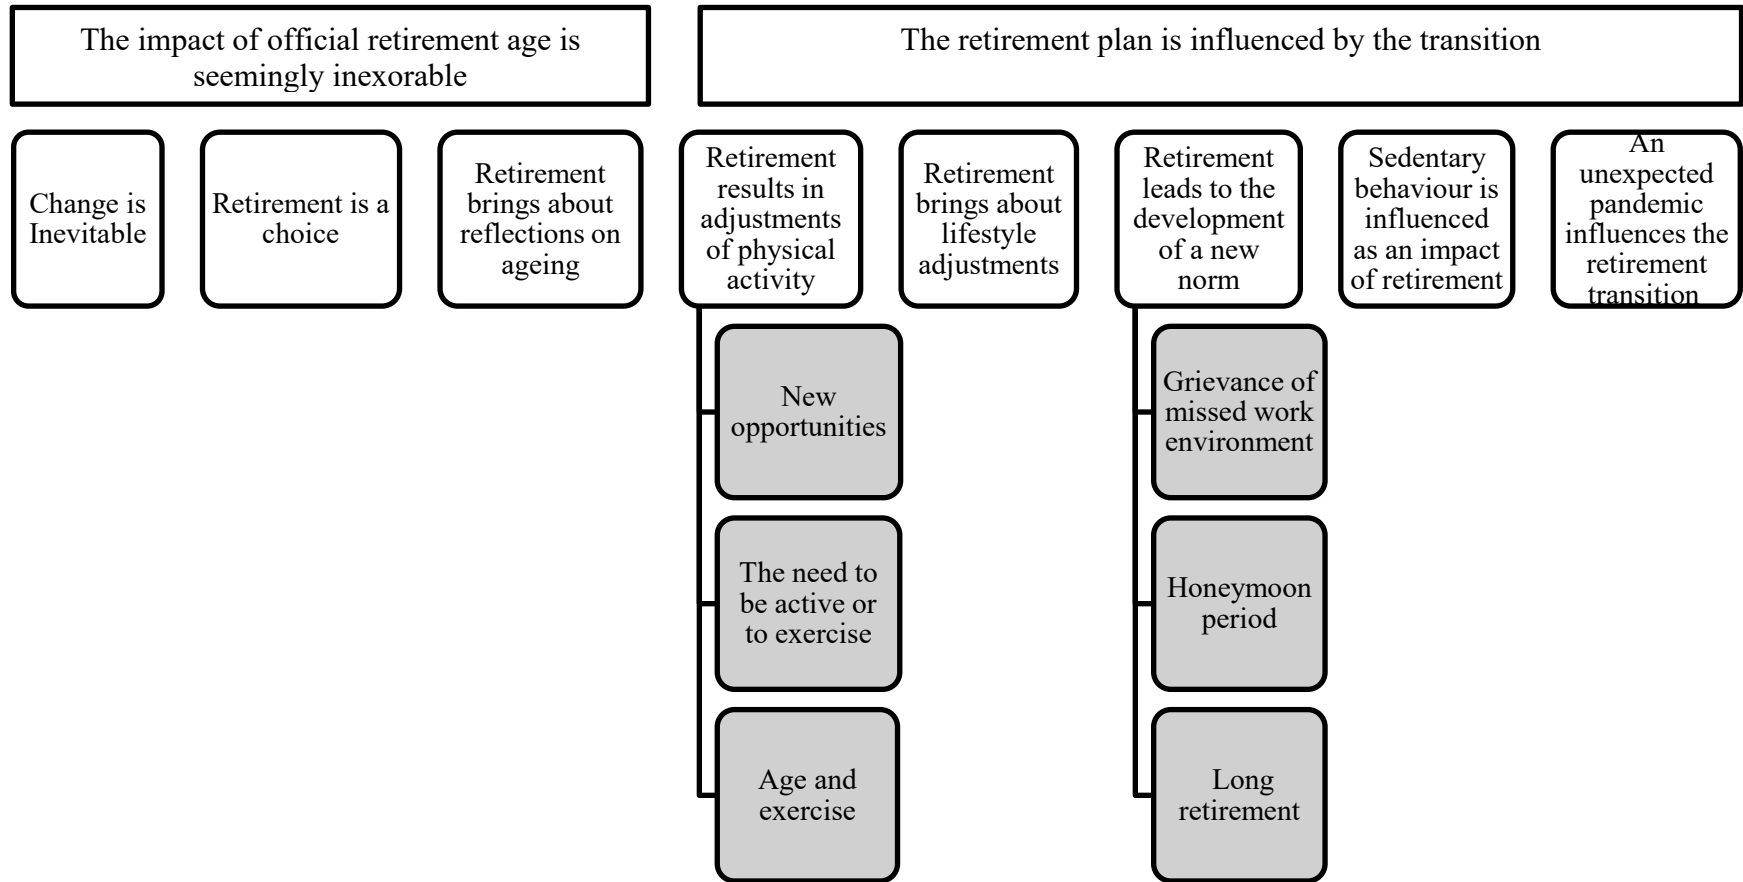 The impact of official retirement age is
seemingly inexorable
The retirement plan is influenced by the transition
Change is
Inevitable
Retirement is a
choice
Retirement
brings about
reflections on
ageing
Retirement
results in
adjustments
of physical
activity
Retirement
brings about
lifestyle
adjustments
Retirement
leads to the
development
of a new
norm
Sedentary
behaviour is
influenced
as an impact
of retirement
An
unexpected
pandemic
influences the
retirement
transition
New
opportunities
The need to
be active or
to exercise
Age and
exercise
Grievance of
missed work
environment
Honeymoon
period
Long
retirement